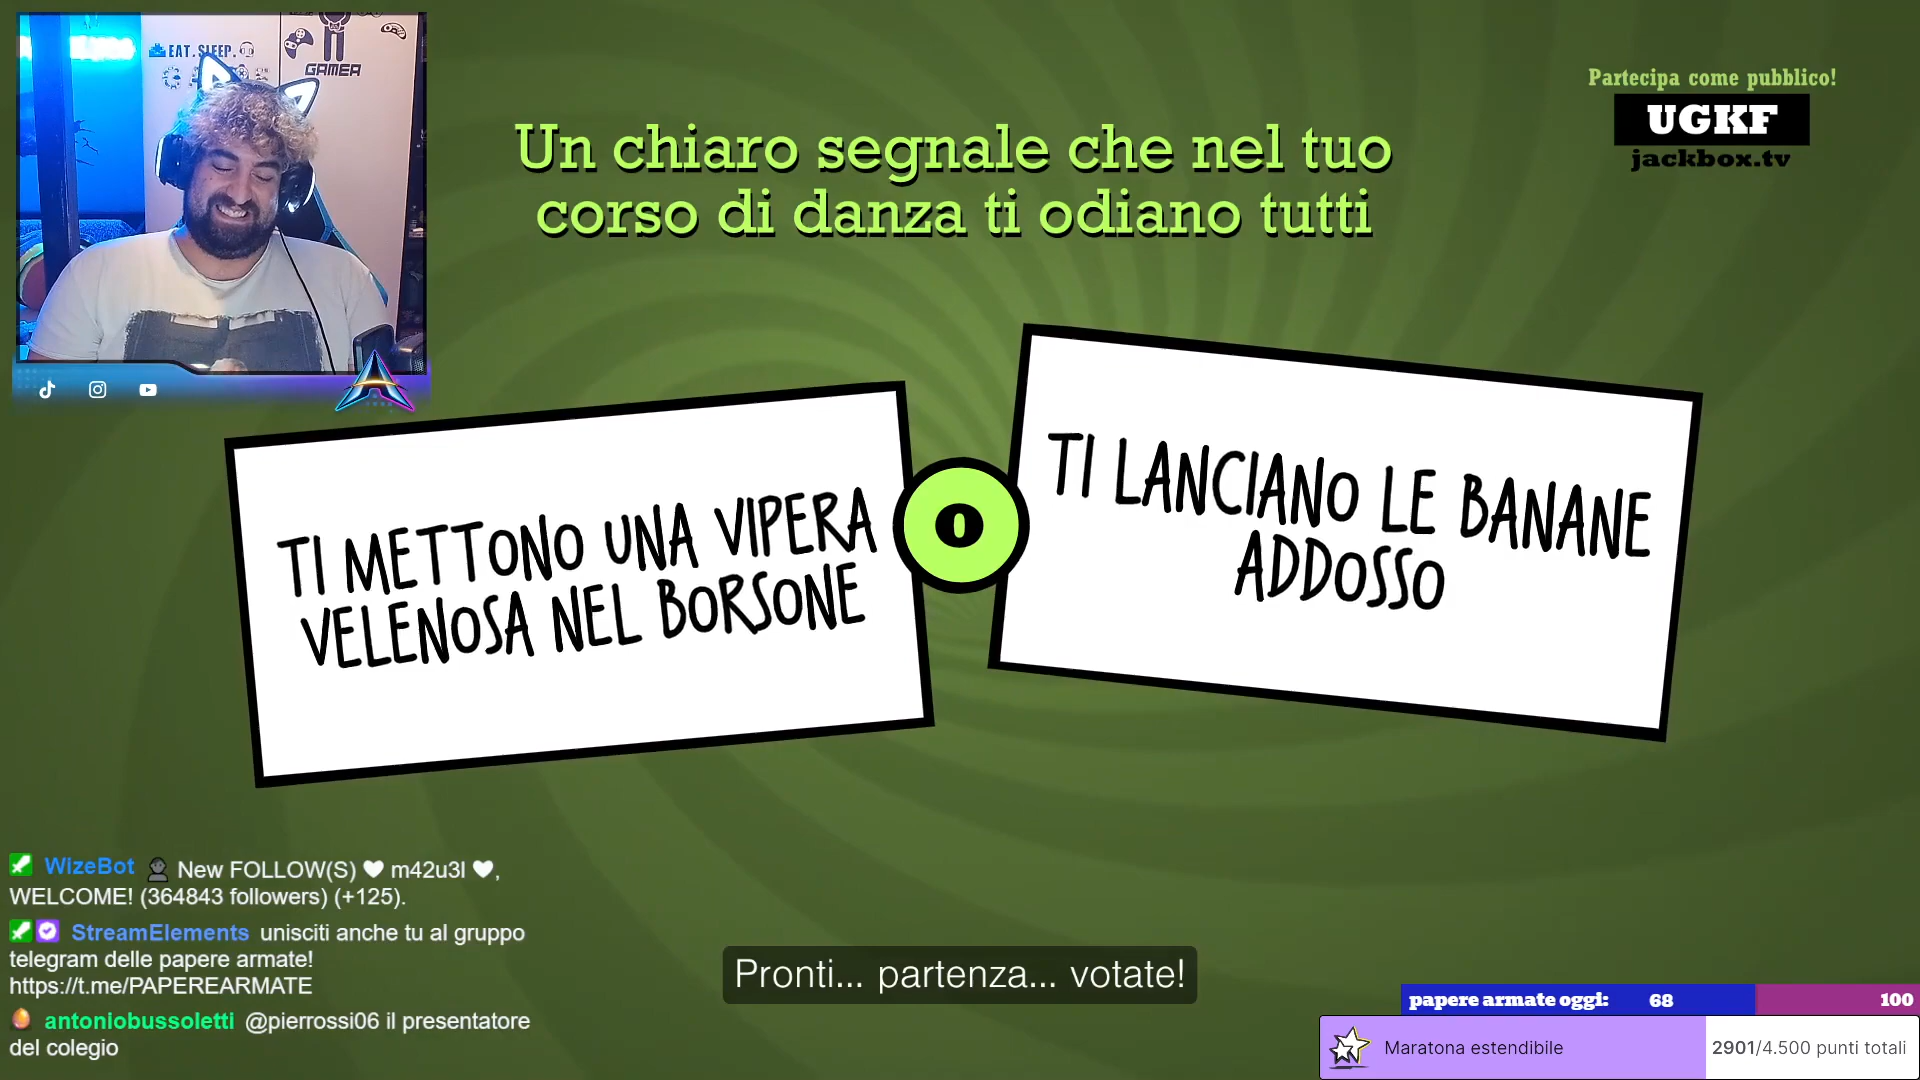 EAT.SLEEP.
GAMER
Partecipa come pubblico!
UGKF
jackbox.tv
Un chiaro segnale che nel tuo
corso di danza ti odiano tutti
TI METTONO UNA VIPERA
VELENOSA NEL BORSONE
O
TI LANCIANO LE BANANE
ADDOSSO
WizeBot New FOLLOW(S) ♥ m42u3l ♥,
WELCOME! (364843 followers) (+125).
StreamElements unisciti anche tu al gruppo
telegram delle papere armate!
https://t.me/PAPEREARMATE
antoniobussoletti @pierrossi06 il presentatore
del colegio
Pronti... partenza... votate!
papere armate oggi: 68 100
Maratona estendibile 2901/4.500 punti totali